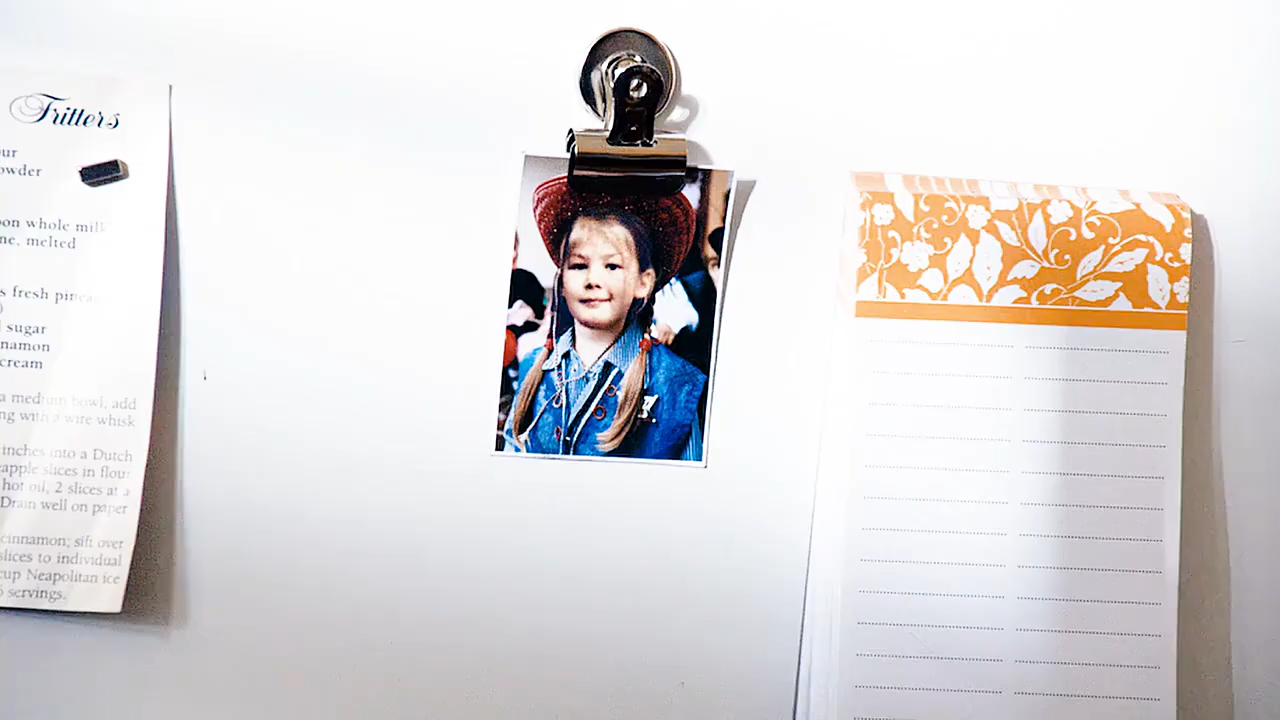 Fritters
our
owder
oon whole milk
ne, melted
s fresh
)
sugar
namon
cream
a medium bowl, add
ng with a wire whisk
inches into a Dutch
eapple slices in flour
hot oil, 2 slices at a
Drain well on paper
cinnamon; sift over
slices to individual
cup Neapolitan ice
6 servings.